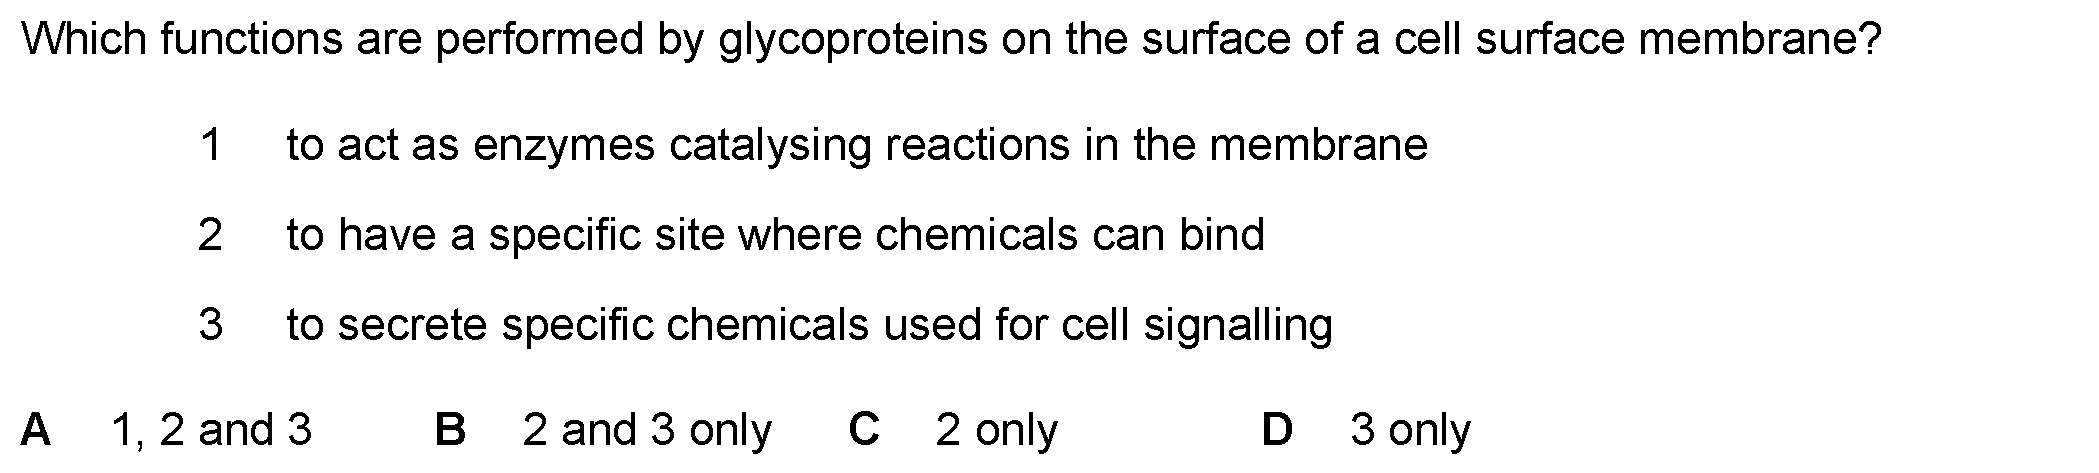 Which functions are performed by glycoproteins on the surface of a cell surface membrane?
1 to act as enzymes catalysing reactions in the membrane
2 to have a specific site where chemicals can bind
3 to secrete specific chemicals used for cell signalling
A 1, 2 and 3 B 2 and 3 only C 2 only D 3 only